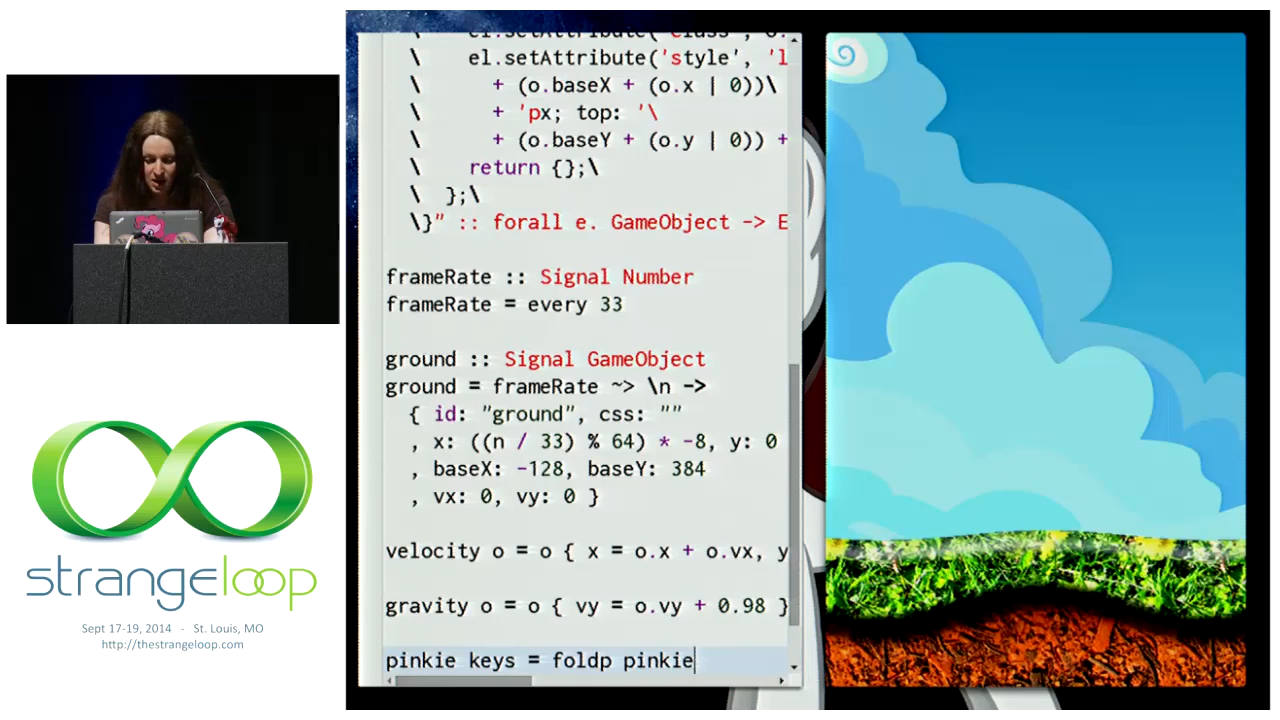 el.setAttribute('class', o.
\ el.setAttribute('style', 'l
\ + (o.baseX + (o.x | 0))\
\ + 'px; top: '\
\ + (o.baseY + (o.y | 0)) +
\ return {};\
\ };\
\}" :: forall e. GameObject -> E
frameRate :: Signal Number
frameRate = every 33
ground :: Signal GameObject
ground = frameRate ~> \n ->
{ id: "ground", css: ""
, x: ((n / 33) % 64) * -8, y: 0
, baseX: -128, baseY: 384
, vx: 0, vy: 0 }
velocity o = o { x = o.x + o.vx, y
gravity o = o { vy = o.vy + 0.98 }
pinkie keys = foldp pinkie
strangeloop
Sept 17-19, 2014 - St. Louis, MO
http://thestrangeloop.com